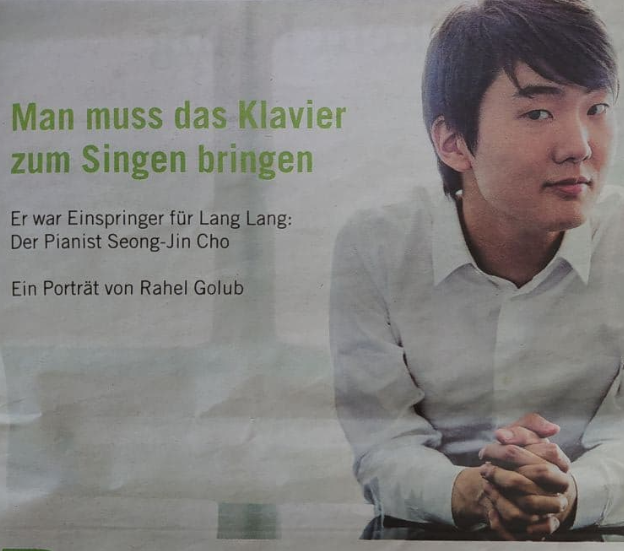 Man muss das Klavier
zum Singen bringen
Er war Einspringer für Lang Lang:
Der Pianist Seong-Jin Cho
Ein Porträt von Rahel Golub